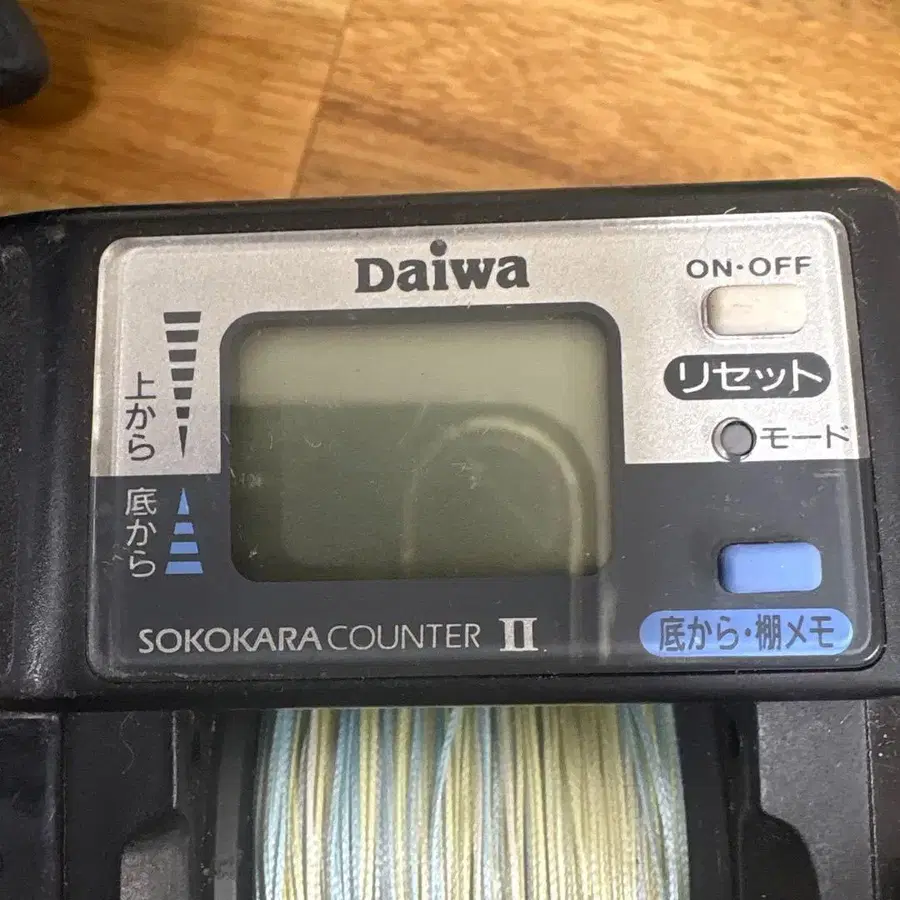 Daiwa
ON・OFF
リセット
モード
上から
底から
SOKOKARA COUNTER II
底から・棚メモ